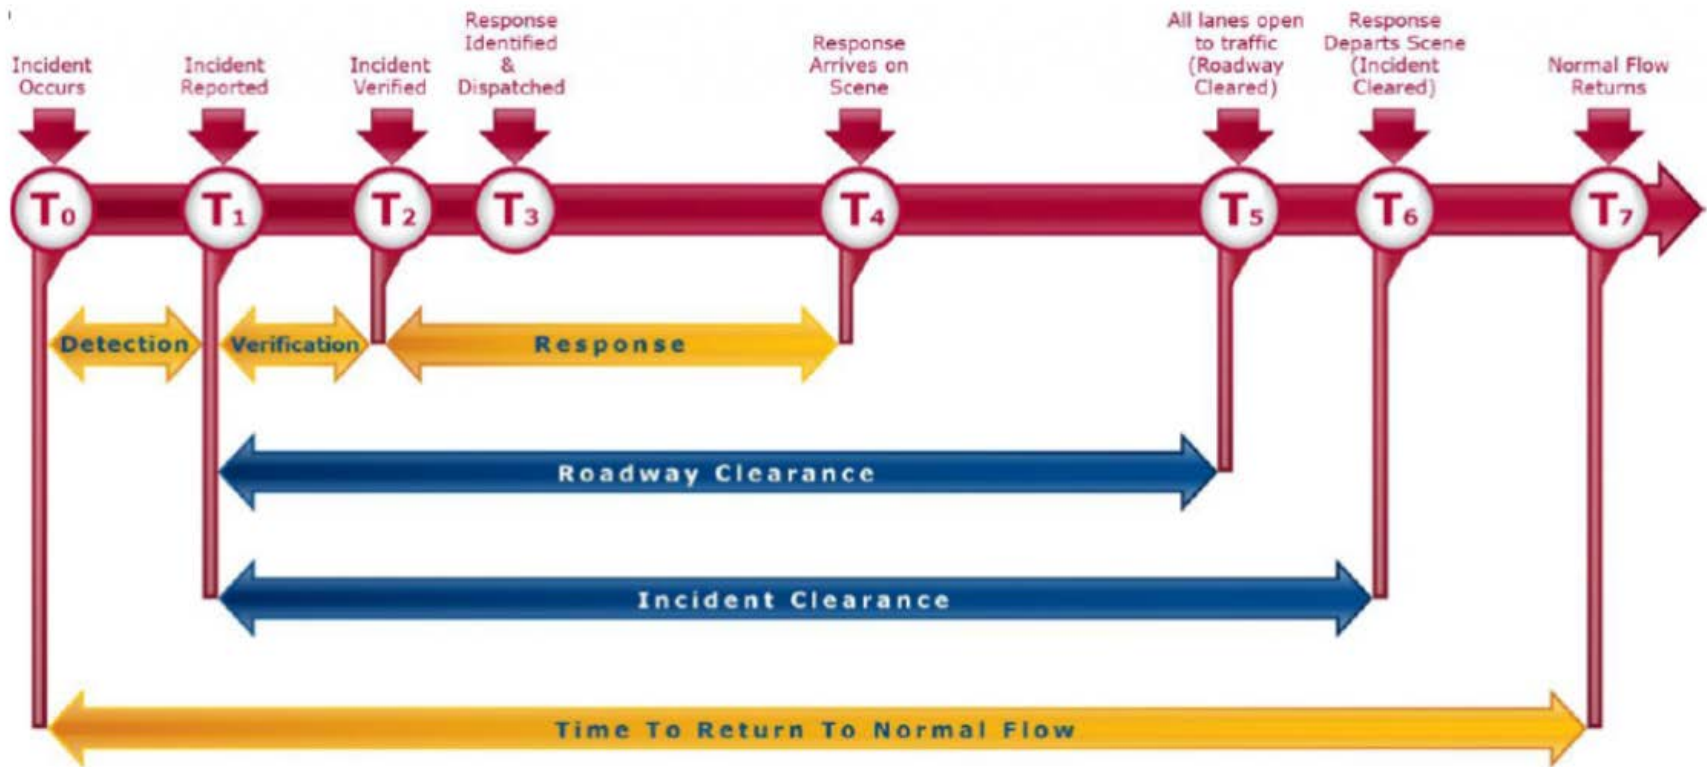 Incident
Occurs
Incident
Reported
Incident
Verified
Response
Identified
&
Dispatched
Response
Arrives on
Scene
All lanes open
to traffic
(Roadway
Cleared)
Response
Departs Scene
(Incident
Cleared)
Normal Flow
Returns
T0
T1
T2
T3
T4
T5
T6
T7
Detection
Verification
Response
Roadway Clearance
Incident Clearance
Time To Return To Normal Flow